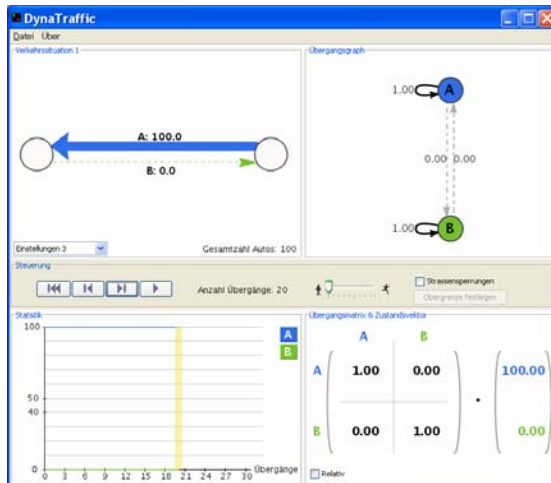 DynaTraffic
Datei Über
Verkehrssituation 1
A: 100.0
B: 0.0
Einstellungen 3
Gesamtzahl Autos: 100
Übergangsgraph
1.00 A
0.00 0.00
1.00 B
Steuerung
Anzahl Übergänge: 20
Strassensperrungen
Obergrenze festlegen
Statistik
100
50
40
0
0 3 6 9 12 15 18 21 24 27 30
Übergänge
A
B
Übergangsmatrix & Zustandsvektor
A B
A 1.00 0.00 100.00
B 0.00 1.00 0.00
Relativ